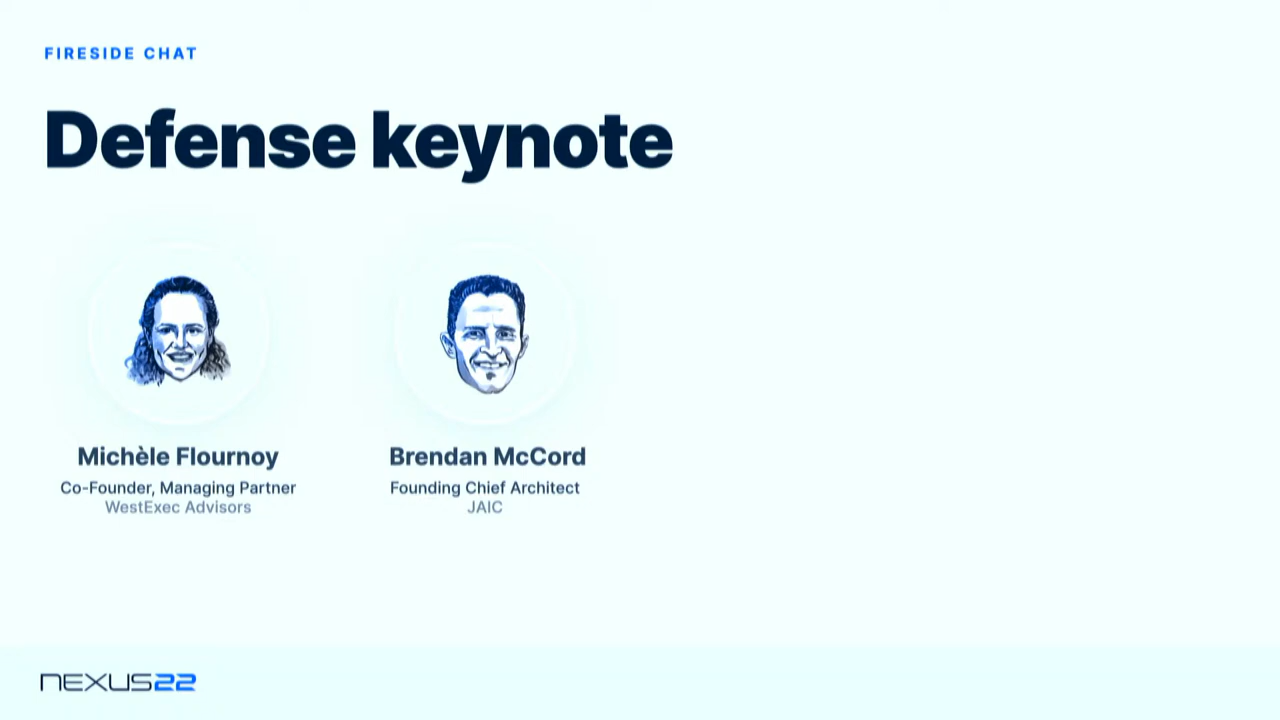 FIRESIDE CHAT
Defense keynote
Michèle Flournoy
Co-Founder, Managing Partner
WestExec Advisors
Brendan McCord
Founding Chief Architect
JAIC
NEXUS22